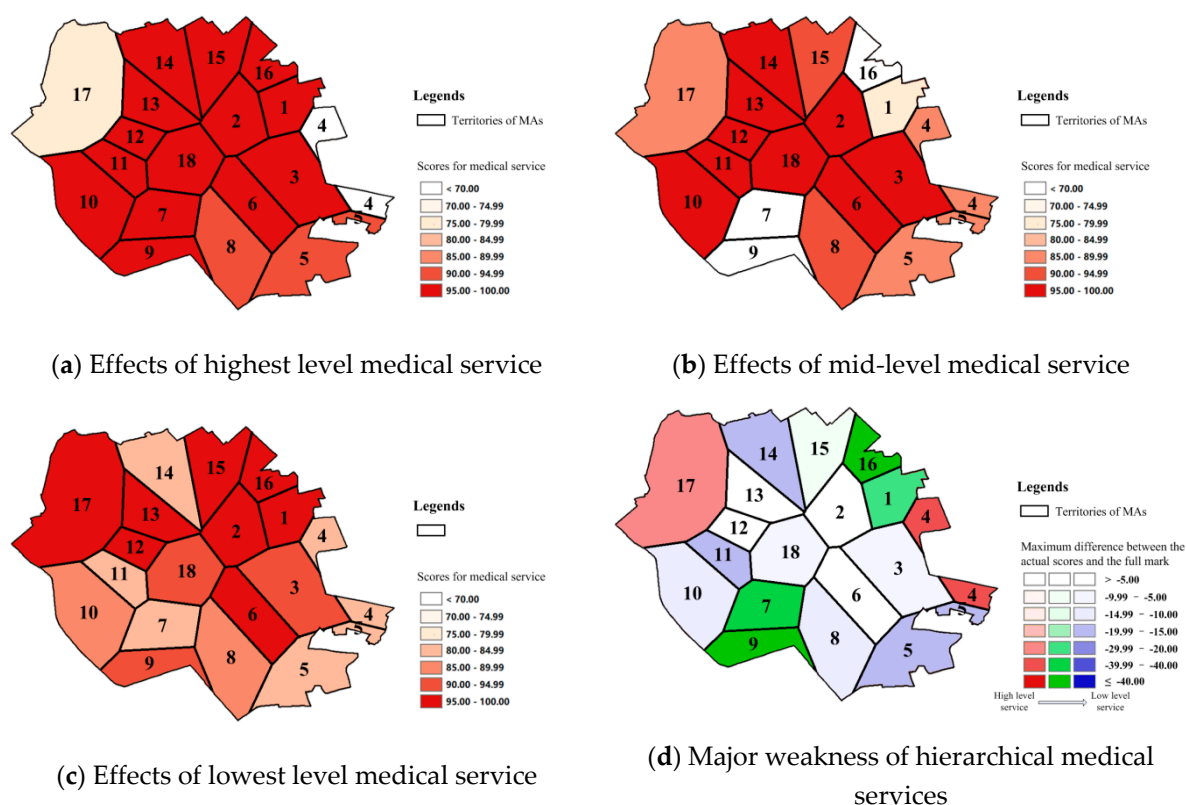 14
15
16
17
13
1
2
4
12
18
11
3
10
7
6
4
5
8
9
5
Legends
Territories of MAs
Scores for medical service
< 70.00
70.00 - 74.99
75.00 - 79.99
80.00 - 84.99
85.00 - 89.99
90.00 - 94.99
95.00 - 100.00
(a) Effects of highest level medical service
14
15
16
17
13
1
2
4
12
18
11
3
10
7
6
4
5
8
9
5
Legends
Territories of MAs
Scores for medical service
< 70.00
70.00 - 74.99
75.00 - 79.99
80.00 - 84.99
85.00 - 89.99
90.00 - 94.99
95.00 - 100.00
(b) Effects of mid-level medical service
14
15
16
17
13
1
2
4
12
18
11
3
10
7
6
4
5
8
9
5
Legends
Scores for medical service
< 70.00
70.00 - 74.99
75.00 - 79.99
80.00 - 84.99
85.00 - 89.99
90.00 - 94.99
95.00 - 100.00
(c) Effects of lowest level medical service
14
15
16
17
13
1
2
4
12
18
11
3
10
7
6
4
5
8
9
5
Legends
Territories of MAs
Maximum difference between the
actual scores and the full mark
> -5.00
-9.99 - -5.00
-14.99 - -10.00
-19.99 - -15.00
-29.99 - -20.00
-39.99 - -40.00
≤ -40.00
High level service
Low level service
(d) Major weakness of hierarchical medical
services